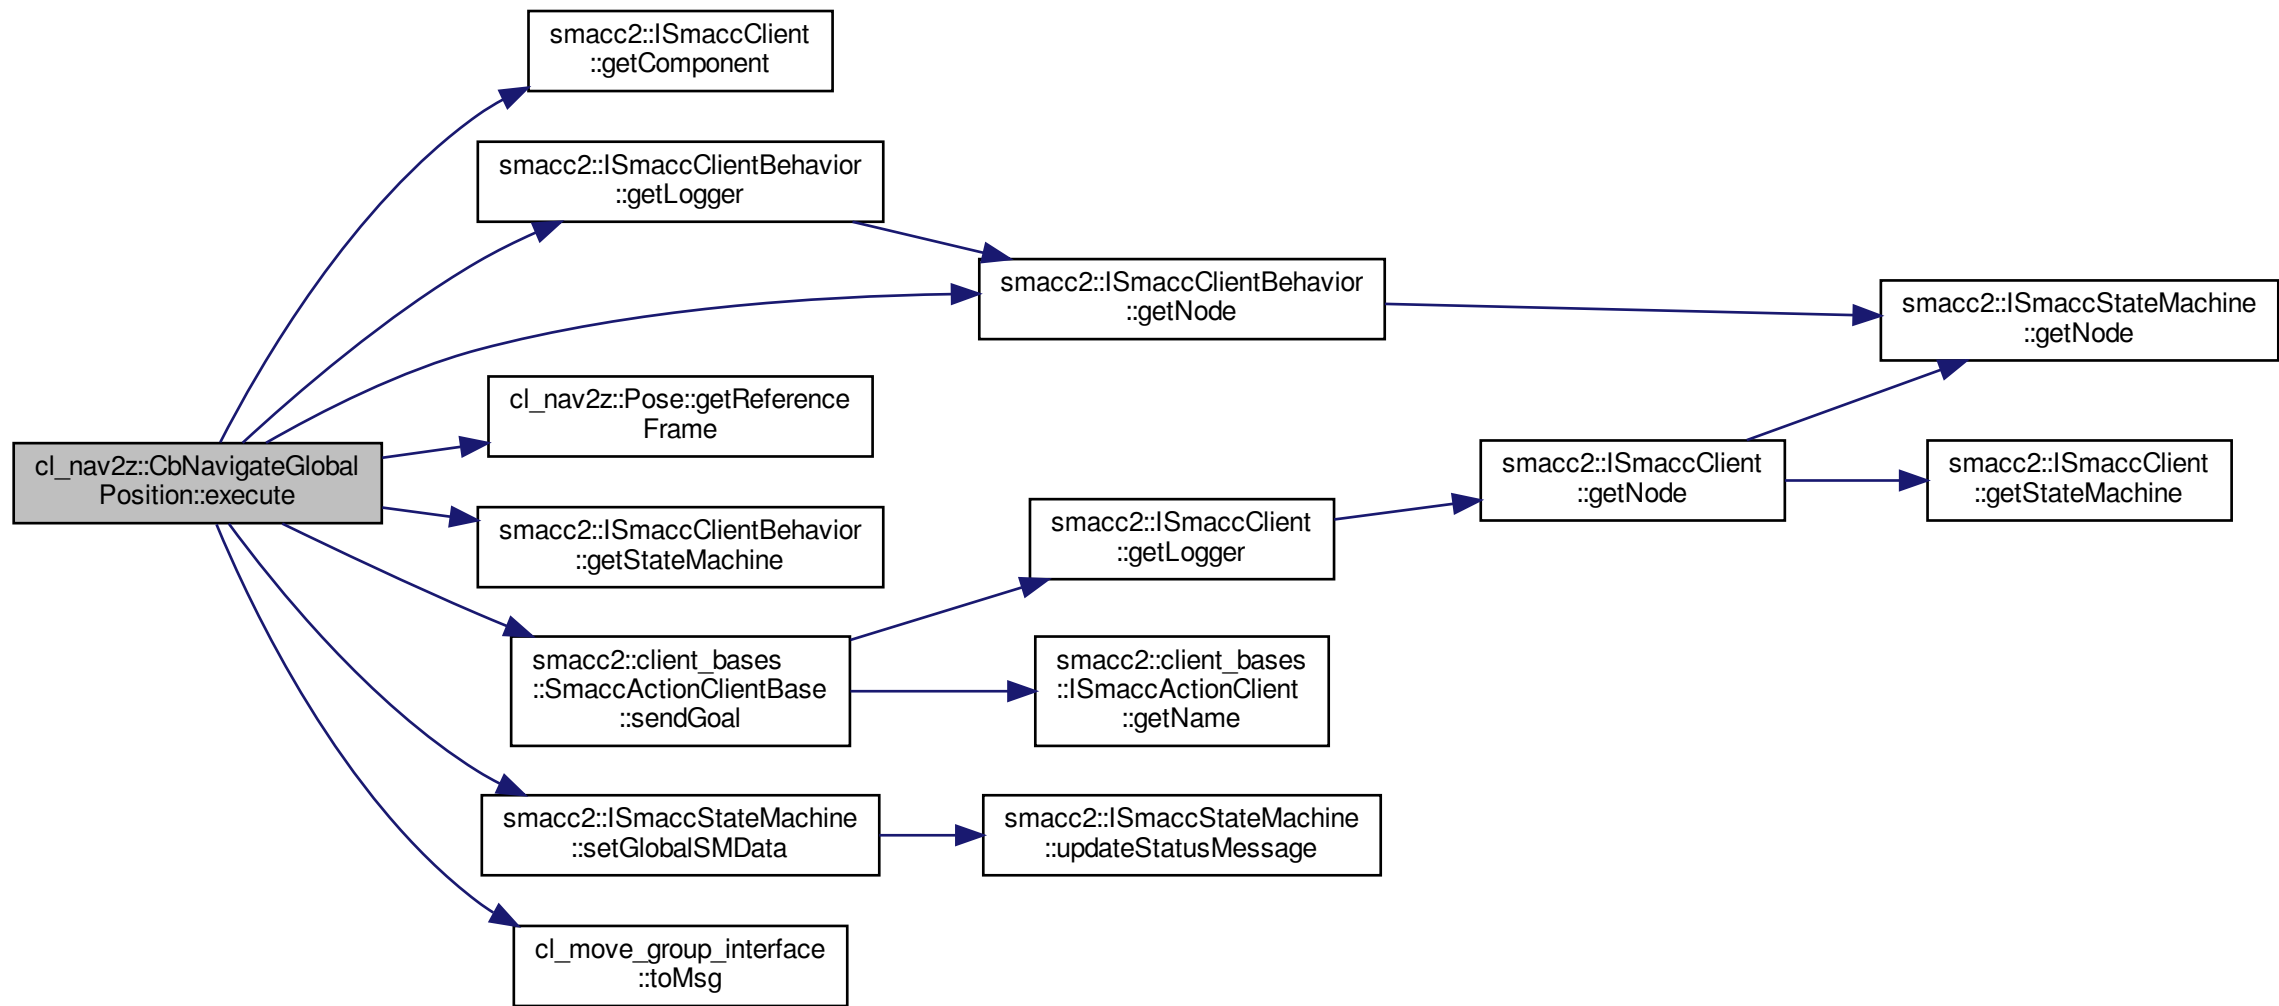 smacc2::ISmaccClient
::getComponent
smacc2::ISmaccClientBehavior
::getLogger
smacc2::ISmaccClientBehavior
::getNode
smacc2::ISmaccStateMachine
::getNode
cl_nav2z::Pose::getReference
Frame
cl_nav2z::CbNavigateGlobal
Position::execute
smacc2::ISmaccClient
::getNode
smacc2::ISmaccClient
::getStateMachine
smacc2::ISmaccClientBehavior
::getStateMachine
smacc2::ISmaccClient
::getLogger
smacc2::client_bases
::SmaccActionClientBase
::sendGoal
smacc2::client_bases
::ISmaccActionClient
::getName
smacc2::ISmaccStateMachine
::setGlobalSMData
smacc2::ISmaccStateMachine
::updateStatusMessage
cl_move_group_interface
::toMsg